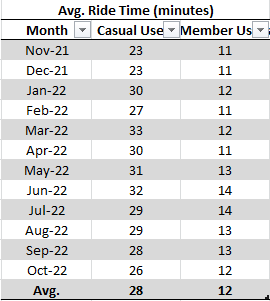 Avg. Ride Time (minutes)
Month Casual Use Member Us s
Nov-21 23 11
Dec-21 23 11
Jan-22 30 12
Feb-22 27 11
Mar-22 33 12
Apr-22 30 11
May-22 31 13
Jun-22 32 14
Jul-22 29 14
Aug-22 29 13
Sep-22 28 13
Oct-22 26 12
Avg. 28 12